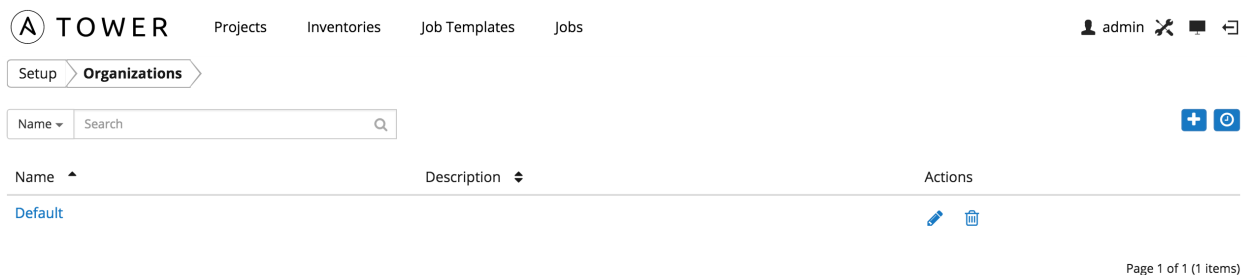 A TOWER Projects Inventories Job Templates Jobs admin
Setup Organizations
Name Search
Name Description Actions
Default
Page 1 of 1 (1 items)